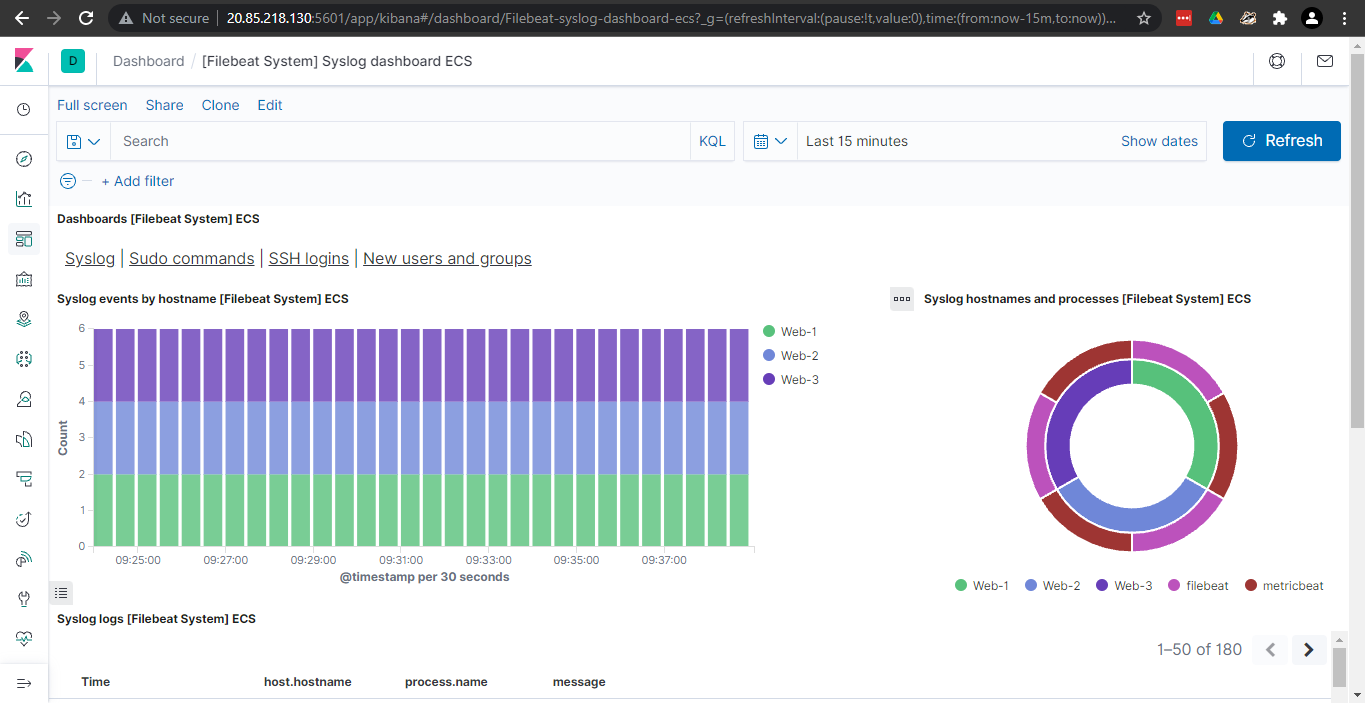 Not secure 20.85.218.130:5601/app/kibana#/dashboard/Filebeat-syslog-dashboard-ecs?_g=(refreshInterval:(pause:!t,value:0),time:(from:now-15m,to:now))...
D Dashboard / [Filebeat System] Syslog dashboard ECS
Full screen Share Clone Edit
Search KQL Last 15 minutes Show dates Refresh
+ Add filter
Dashboards [Filebeat System] ECS
Syslog | Sudo commands | SSH logins | New users and groups
Syslog events by hostname [Filebeat System] ECS
6
5
4
3
2
1
0
Count
09:25:00 09:27:00 09:29:00 09:31:00 09:33:00 09:35:00 09:37:00
@timestamp per 30 seconds
Web-1
Web-2
Web-3
Syslog hostnames and processes [Filebeat System] ECS
Web-1 Web-2 Web-3 filebeat metricbeat
Syslog logs [Filebeat System] ECS
1–50 of 180
Time host.hostname process.name message